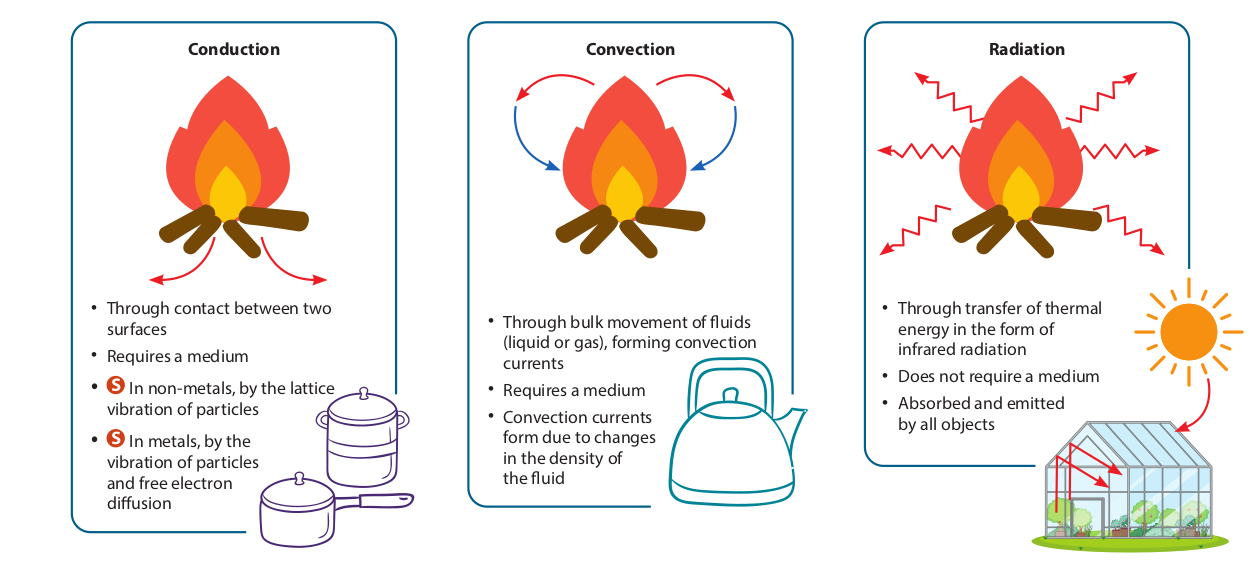 Conduction
• Through contact between two
surfaces
• Requires a medium
• S In non-metals, by the lattice
vibration of particles
• S In metals, by the
vibration of particles
and free electron
diffusion
Convection
• Through bulk movement of fluids
(liquid or gas), forming convection
currents
• Requires a medium
• Convection currents
form due to changes
in the density of
the fluid
Radiation
• Through transfer of thermal
energy in the form of
infrared radiation
• Does not require a medium
• Absorbed and emitted
by all objects